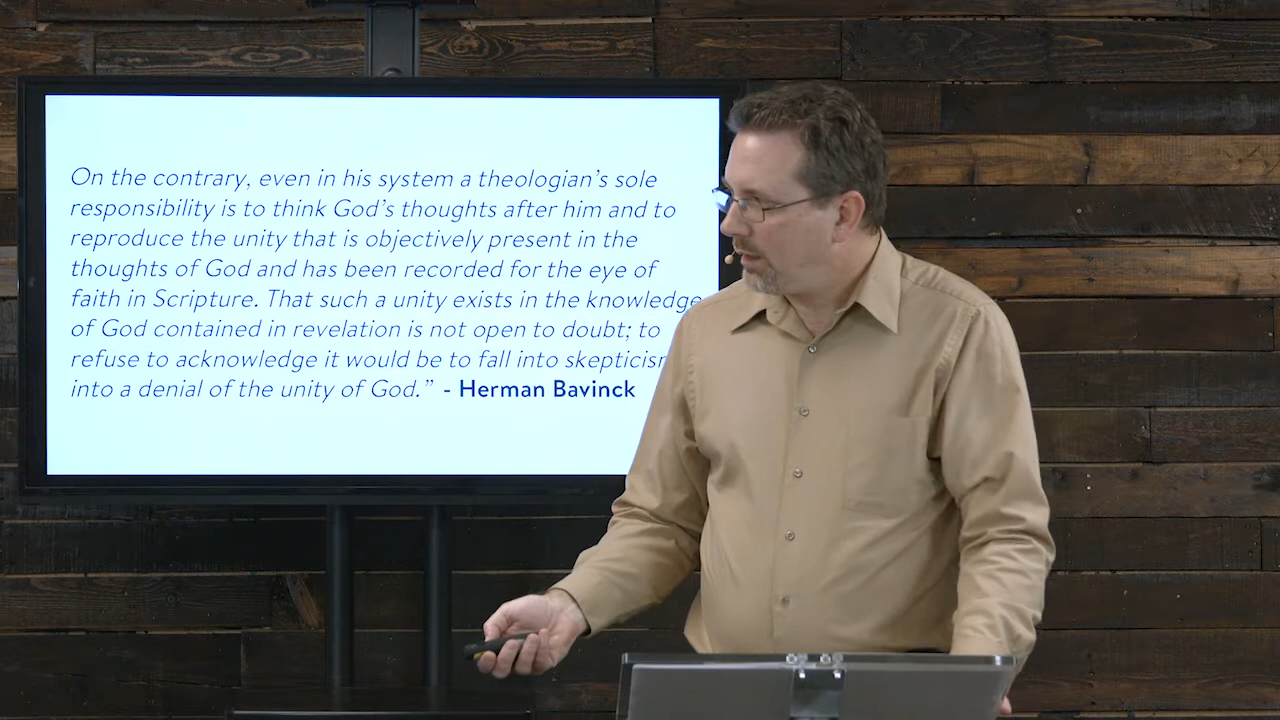 On the contrary, even in his system a theologian's sole
responsibility is to think God's thoughts after him and to
reproduce the unity that is objectively present in the
thoughts of God and has been recorded for the eye of
faith in Scripture. That such a unity exists in the knowledge
of God contained in revelation is not open to doubt; to
refuse to acknowledge it would be to fall into skepticism
into a denial of the unity of God.” - Herman Bavinck